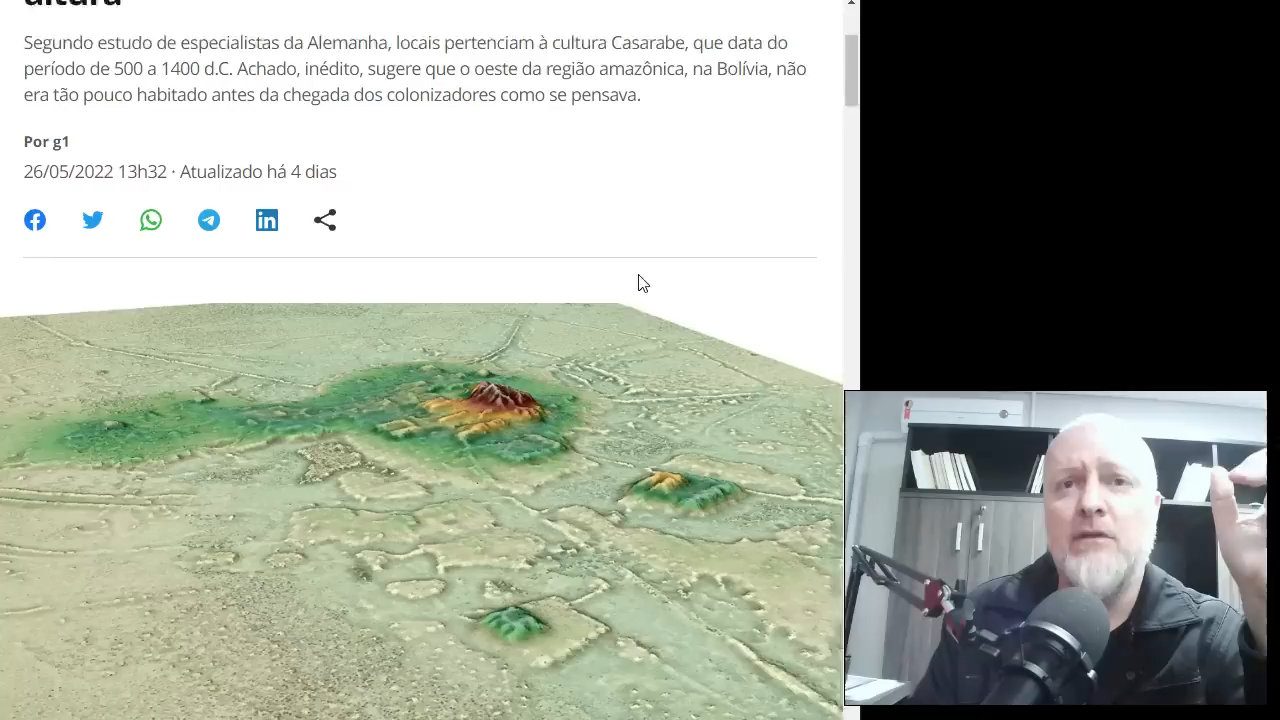 altura
Segundo estudo de especialistas da Alemanha, locais pertenciam à cultura Casarabe, que data do
período de 500 a 1400 d.C. Achado, inédito, sugere que o oeste da região amazônica, na Bolívia, não
era tão pouco habitado antes da chegada dos colonizadores como se pensava.
Por g1
26/05/2022 13h32 · Atualizado há 4 dias